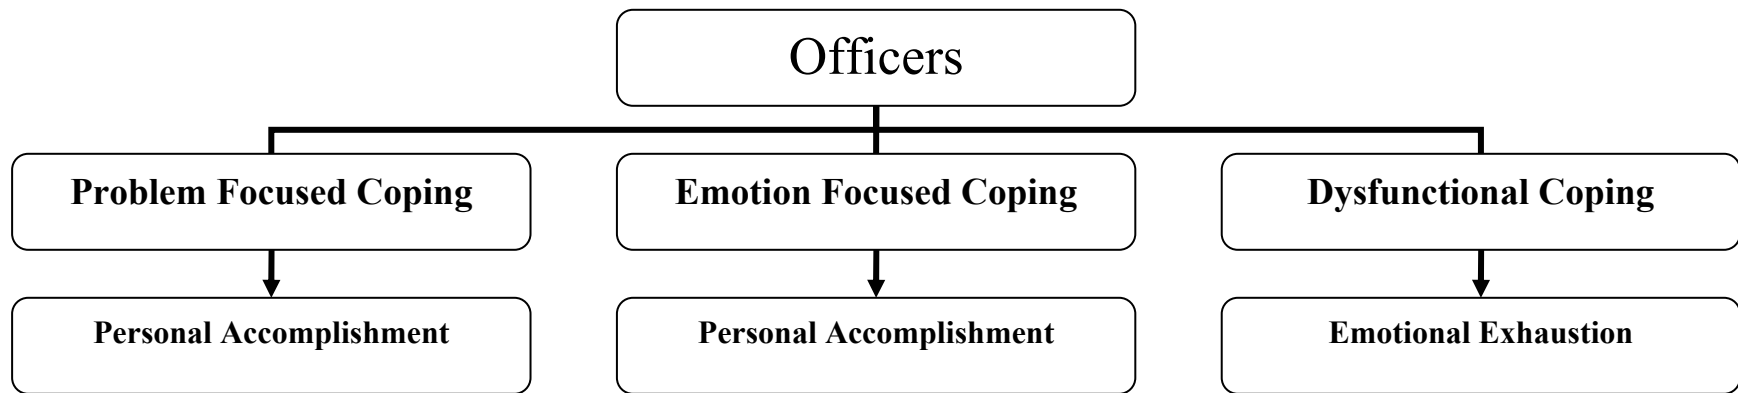 Officers
Problem Focused Coping
Emotion Focused Coping
Dysfunctional Coping
Personal Accomplishment
Personal Accomplishment
Emotional Exhaustion